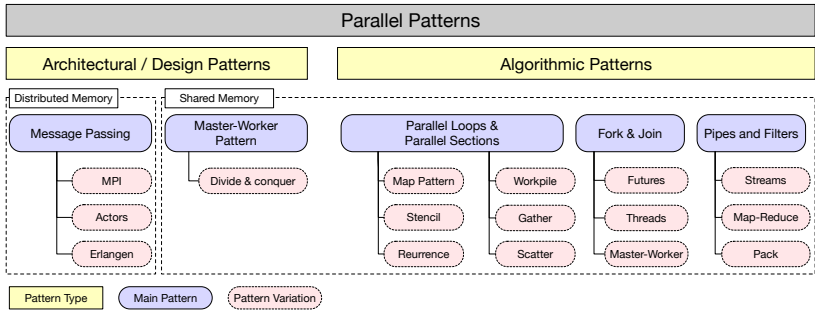 Parallel Patterns
Architectural / Design Patterns
Algorithmic Patterns
Distributed Memory
Shared Memory
Message Passing
MPI
Actors
Erlangen
Master-Worker
Pattern
Divide & conquer
Parallel Loops &
Parallel Sections
Map Pattern
Stencil
Reurrence
Workpile
Gather
Scatter
Fork & Join
Futures
Threads
Master-Worker
Pipes and Filters
Streams
Map-Reduce
Pack
Pattern Type
Main Pattern
Pattern Variation